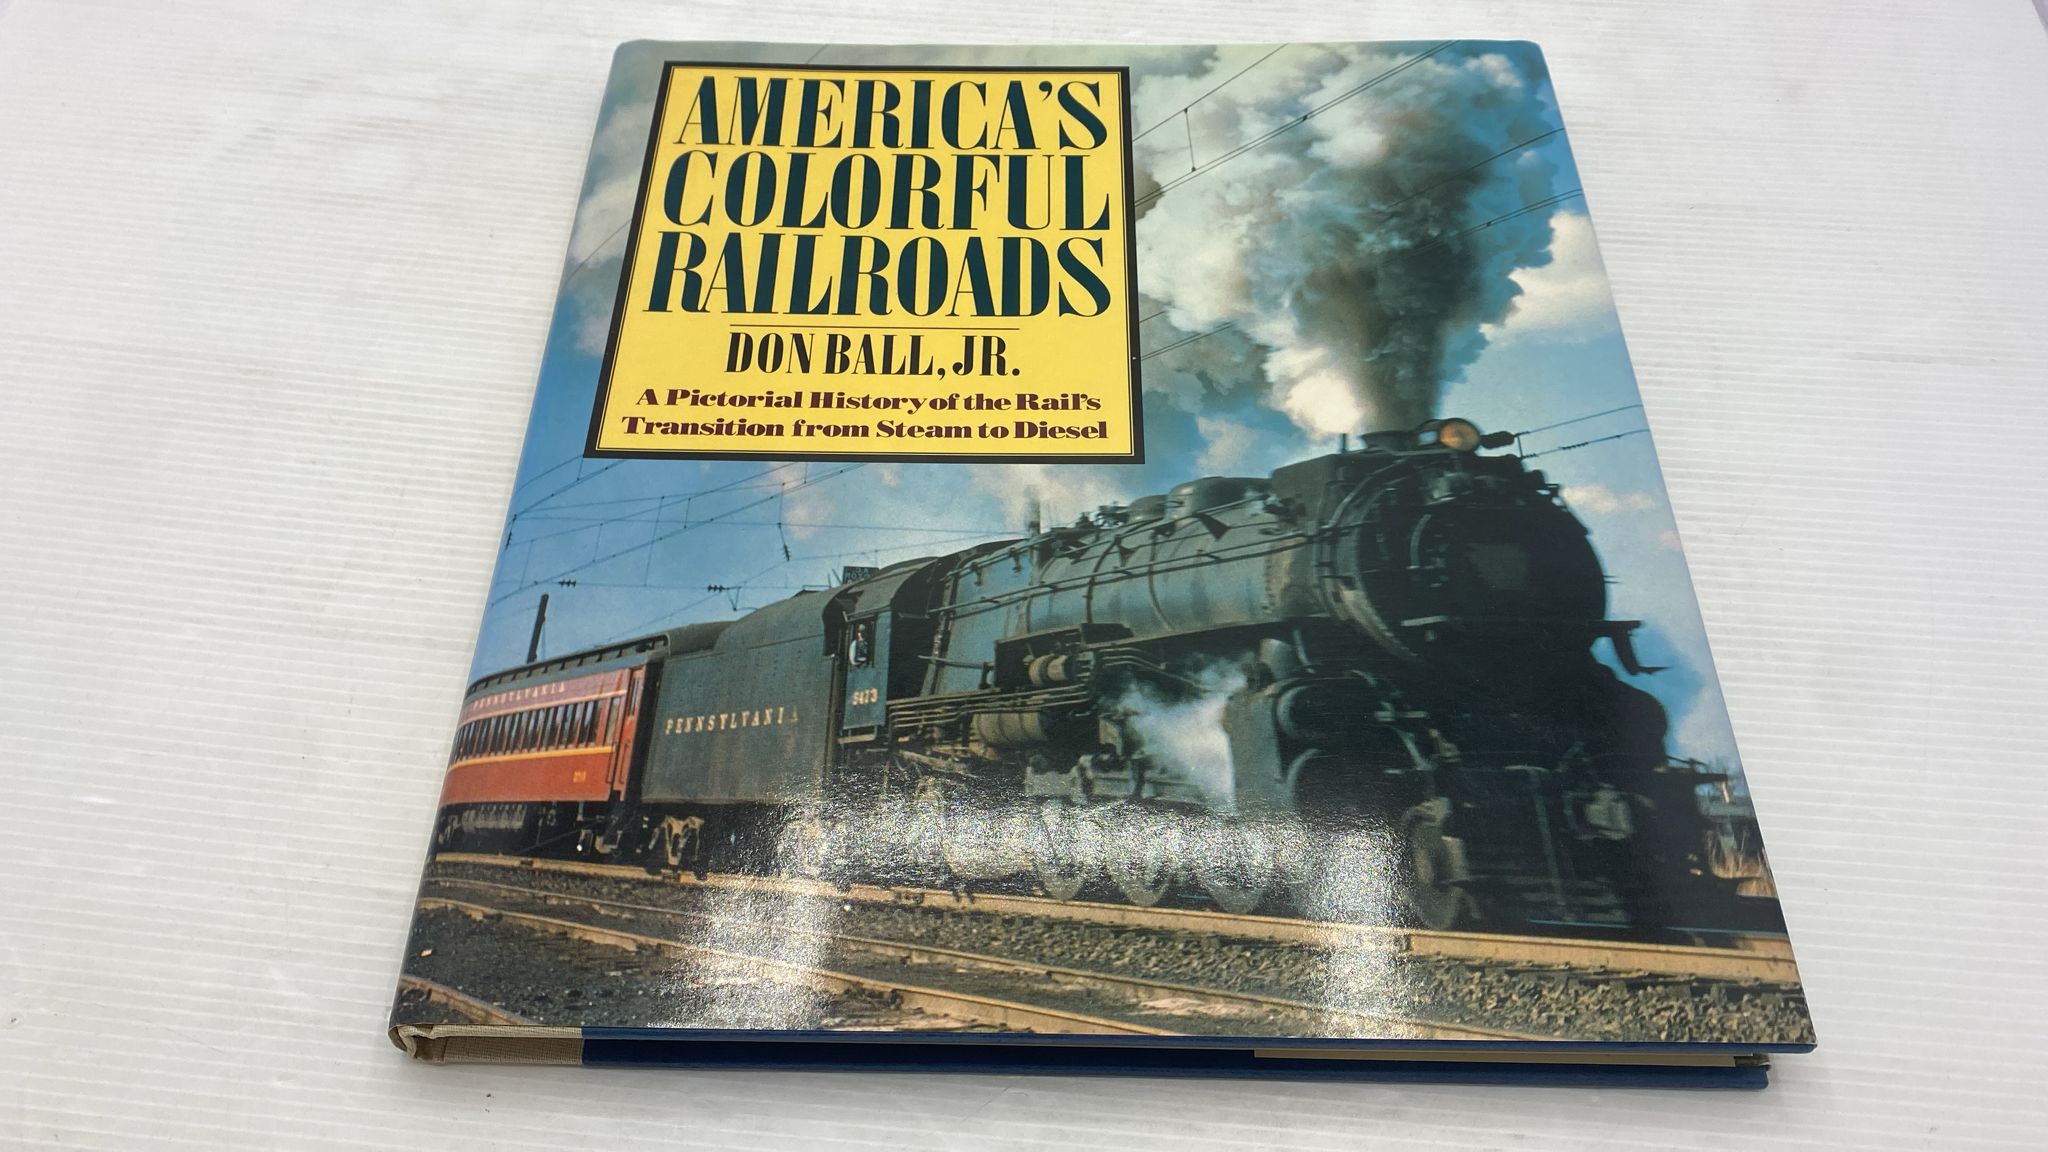 AMERICA'S
COLORFUL
RAILROADS
DON BALL, JR.
A Pictorial History of the Rail's
Transition from Steam to Diesel
PENNSYLVANIA
PENNSYLVANIA
5473